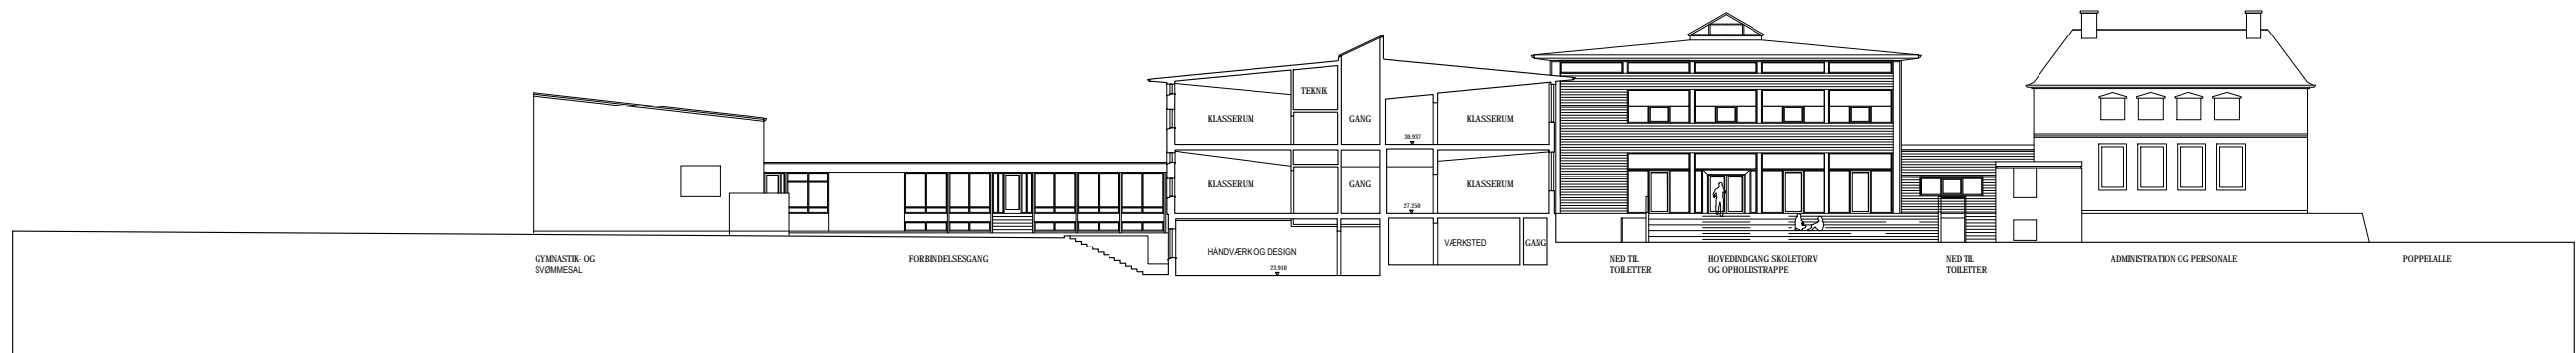 TEKNIK
KLASSERUM
GANG
KLASSERUM
30.937
KLASSERUM
GANG
KLASSERUM
27.250
HÅNDVÆRK OG DESIGN
VÆRKSTED
GANG
23.910
GYMNASTIK- OG
SVØMMESAL
FORBINDELSESGANG
NED TIL
TOILETTER
HOVEDINDGANG SKOLETORV
OG OPHOLDSTRAPPE
NED TIL
TOILETTER
ADMINISTRATION OG PERSONALE
POPPELALLE